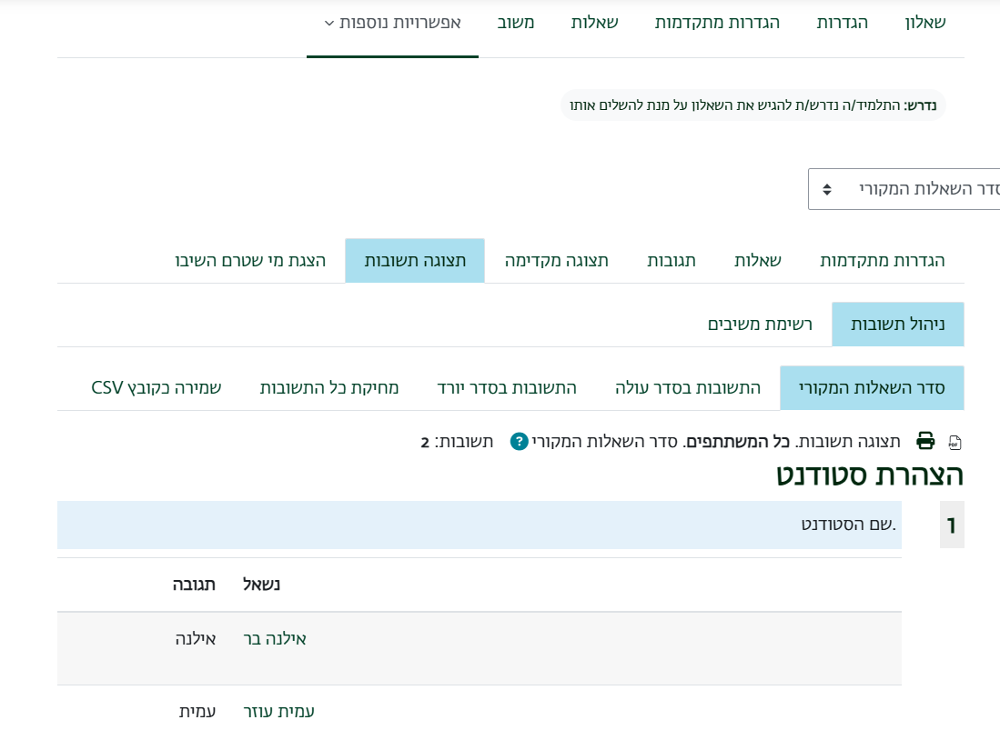 שאלון הגדרות הגדרות מתקדמות שאלות משוב אפשרויות נוספות
נדרש: התלמיד/ה נדרש/ת להגיש את השאלון על מנת להשלים אותו
סדר השאלות המקורי
הגדרות מתקדמות שאלות תגובות תצוגה מקדימה תצוגה תשובות הצגת מי שטרם השיבו
ניהול תשובות רשימת משיבים
סדר השאלות המקורי התשובות בסדר עולה התשובות בסדר יורד מחיקת כל התשובות שמירה כקובץ CSV
PDF תצוגה תשובות. כל המשתתפים. סדר השאלות המקורי ? תשובות: 2
הצהרת סטודנט
1 .שם הסטודנט
נשאל תגובה
אילנה בר אילנה
עמית עוזר עמית